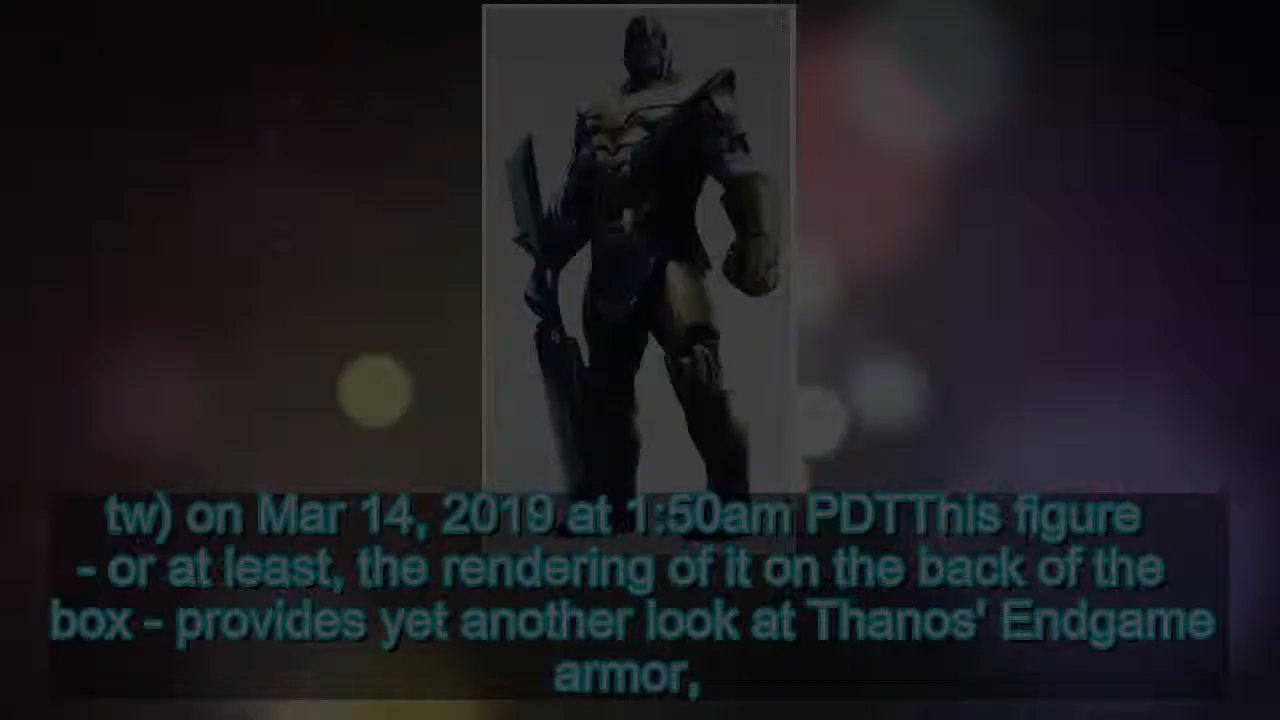 tw) on Mar 14, 2019 at 1:50am PDTThis figure
- or at least, the rendering of it on the back of the
box - provides yet another look at Thanos' Endgame
armor,